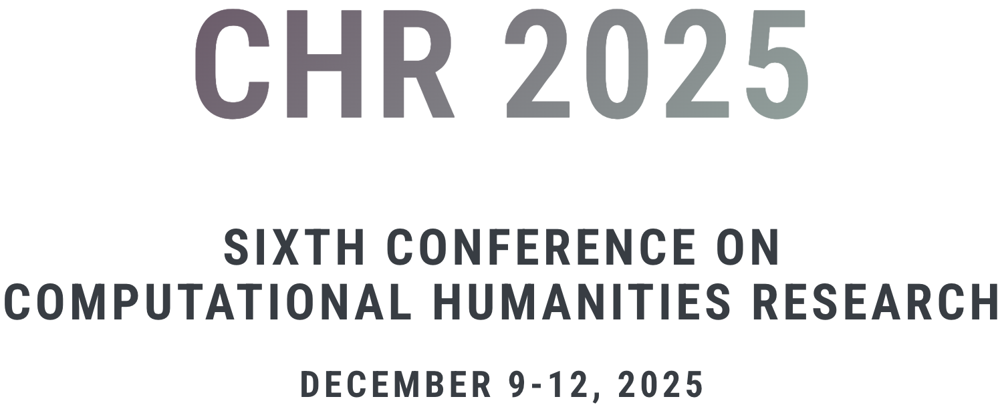 CHR 2025
SIXTH CONFERENCE ON
COMPUTATIONAL HUMANITIES RESEARCH
DECEMBER 9-12, 2025